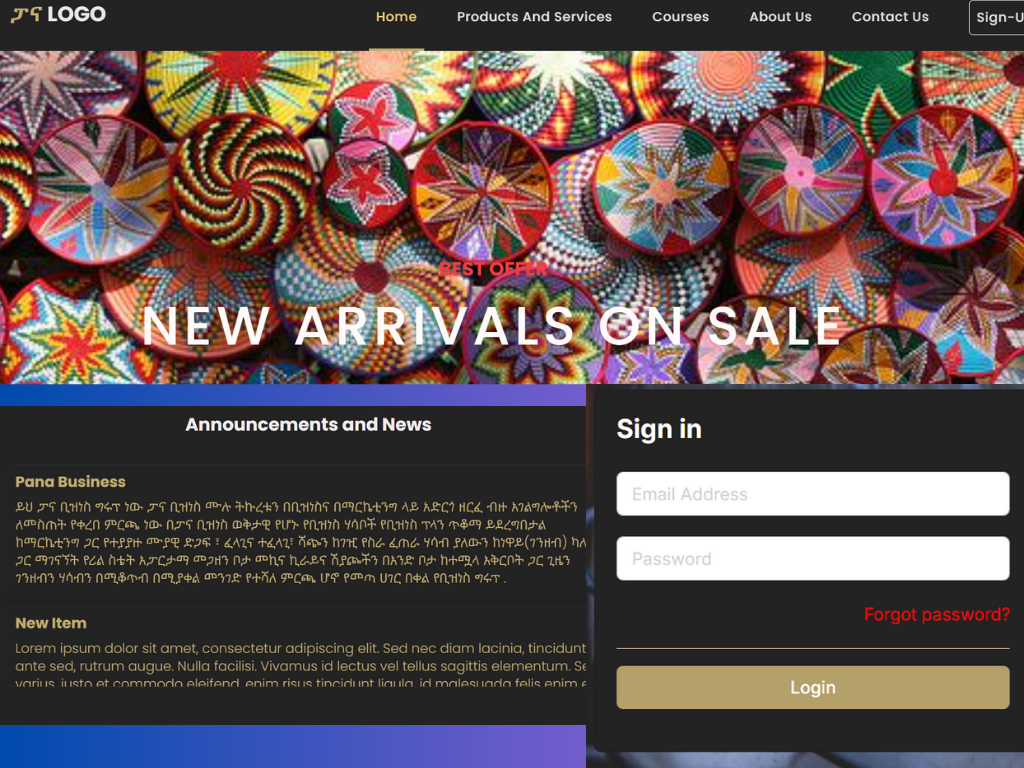 ፓና LOGO
Home
Products And Services
Courses
About Us
Contact Us
Sign-U
BEST OFFER
NEW ARRIVALS ON SALE
Announcements and News
Pana Business
ይህ ፓና ቢዝነስ ግሩፕ ነው ፓና ቢዝነስ ሙሉ ትኩረቱን በቢዝነስና በማርኬቲንግ ላይ አድርጎ ዘርፈ ብዙ አገልግሎቶችን
ለመስጠት የቀረበ ምርጫ ነው በፓና ቢዝነስ ወቅታዊ የሆኑ የቢዝነስ ሃሳቦች የቢዝነስ ፕላን ጥቆማ ይደረግበታል
ከማርኬቲንግ ጋር የተያያዙ ሙያዊ ድጋፍ ፣ ፈላጊና ተፈላጊ፣ ሻጭን ከገዢ የስራ ፈጠራ ሃሳብ ያለውን ከነዋይ(ገንዘብ) ካለ
ጋር ማገናኘት የሪል ስቴት አፓርታማ መጋዘን ቦታ መኪና ኪራይና ሽያጮችን በአንድ ቦታ ከተሟላ አቅርቦት ጋር ጊዜን
ገንዘብን ሃሳብን በሚቆጥብ በሚያቀል መንገድ የተሻለ ምርጫ ሆኖ የመጣ ሀገር በቀል የቢዝነስ ግሩፕ .
New Item
Lorem ipsum dolor sit amet, consectetur adipiscing elit. Sed nec diam lacinia, tincidunt
ante sed, rutrum augue. Nulla facilisi. Vivamus id lectus vel tellus sagittis elementum. Se
varius, justo et commodo eleifend, enim risus tincidunt ligula, id malesuada felis enim e
Sign in
Email Address
Password
Forgot password?
Login